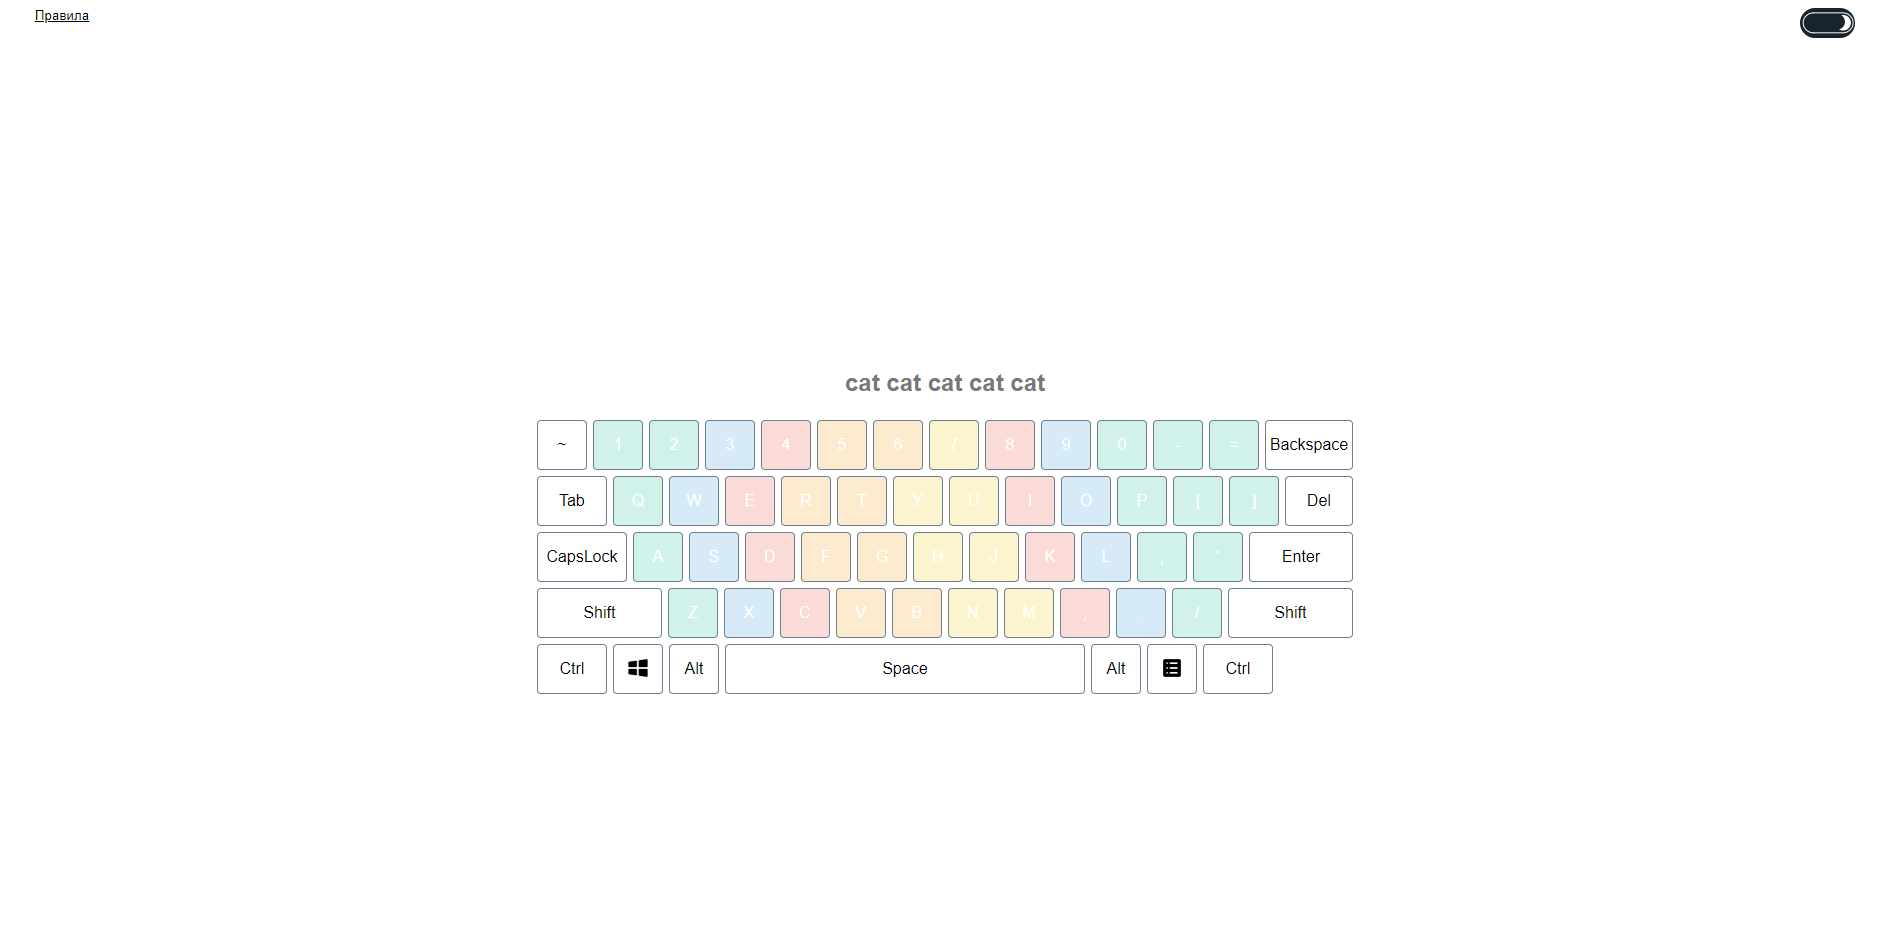 Правила
cat cat cat cat cat
~ 1 2 3 4 5 6 7 8 9 0 - = Backspace
Tab Q W E R T Y U I O P [ ] Del
CapsLock A S D F G H J K L ; ' Enter
Shift Z X C V B N M , . / Shift
Ctrl Alt Space Alt Ctrl